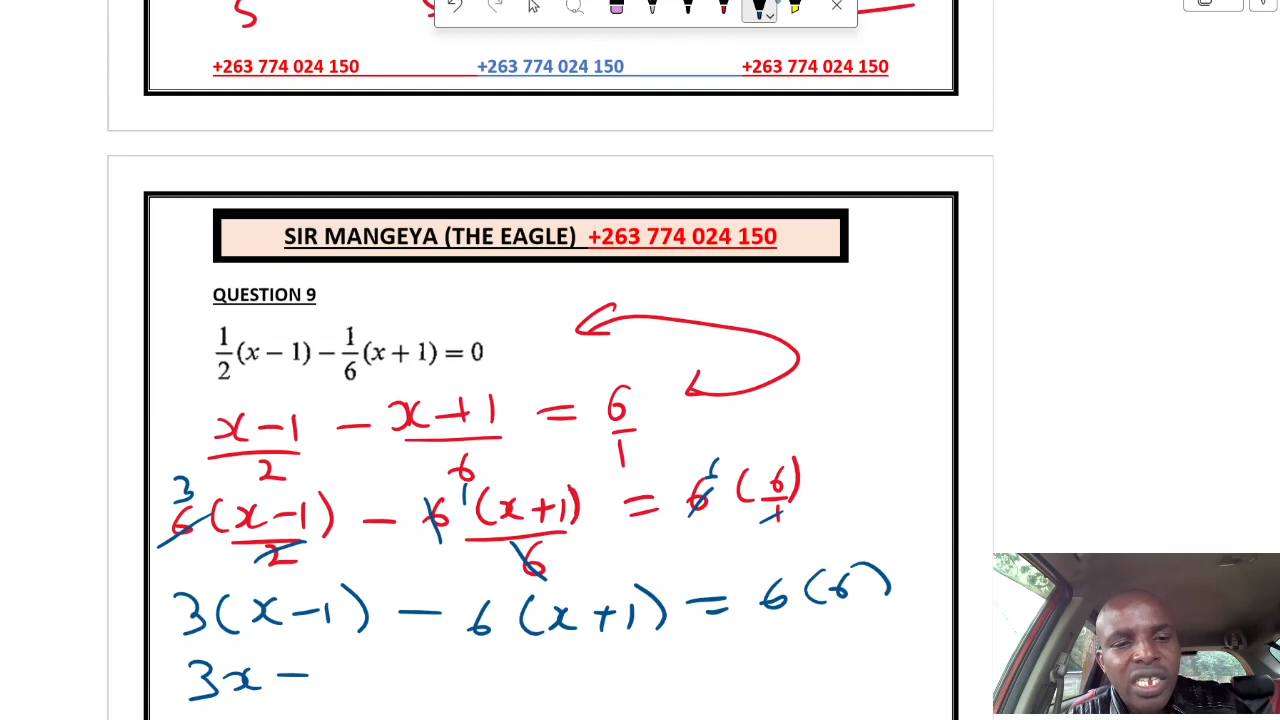 +263 774 024 150 +263 774 024 150 +263 774 024 150
SIR MANGEYA (THE EAGLE) +263 774 024 150
QUESTION 9
1/2(x − 1) − 1/6(x + 1) = 0
x−1/2 − x+1/6 = 6/1
3 6(x−1)/2 − 6 1(x+1)/6 = 6 6(6/1)
3(x−1) − 6(x+1) = 6(6)
3x −